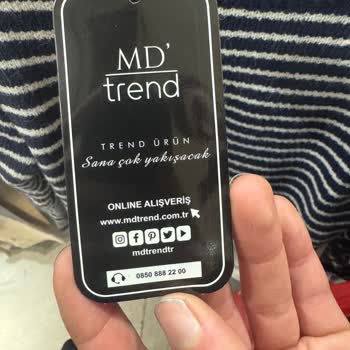 MD'
trend
TREND ÜRÜN
Sana çok yakışacak
ONLINE ALIŞVERİŞ
www.mdtrend.com.tr
mdtrendtr
0850 888 22 00